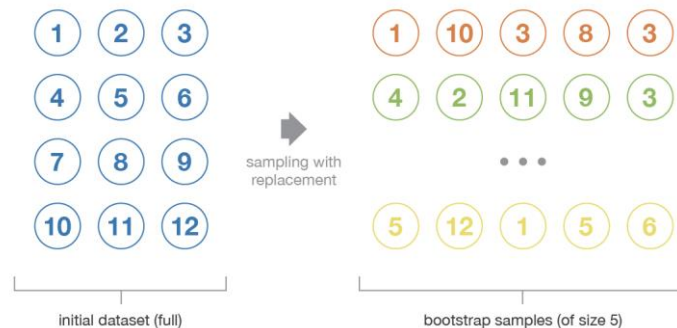 1 2 3 1 10 3 8 3
4 5 6 4 2 11 9 3
sampling with
replacement
7 8 9 • • •
10 11 12 5 12 1 5 6
initial dataset (full) bootstrap samples (of size 5)